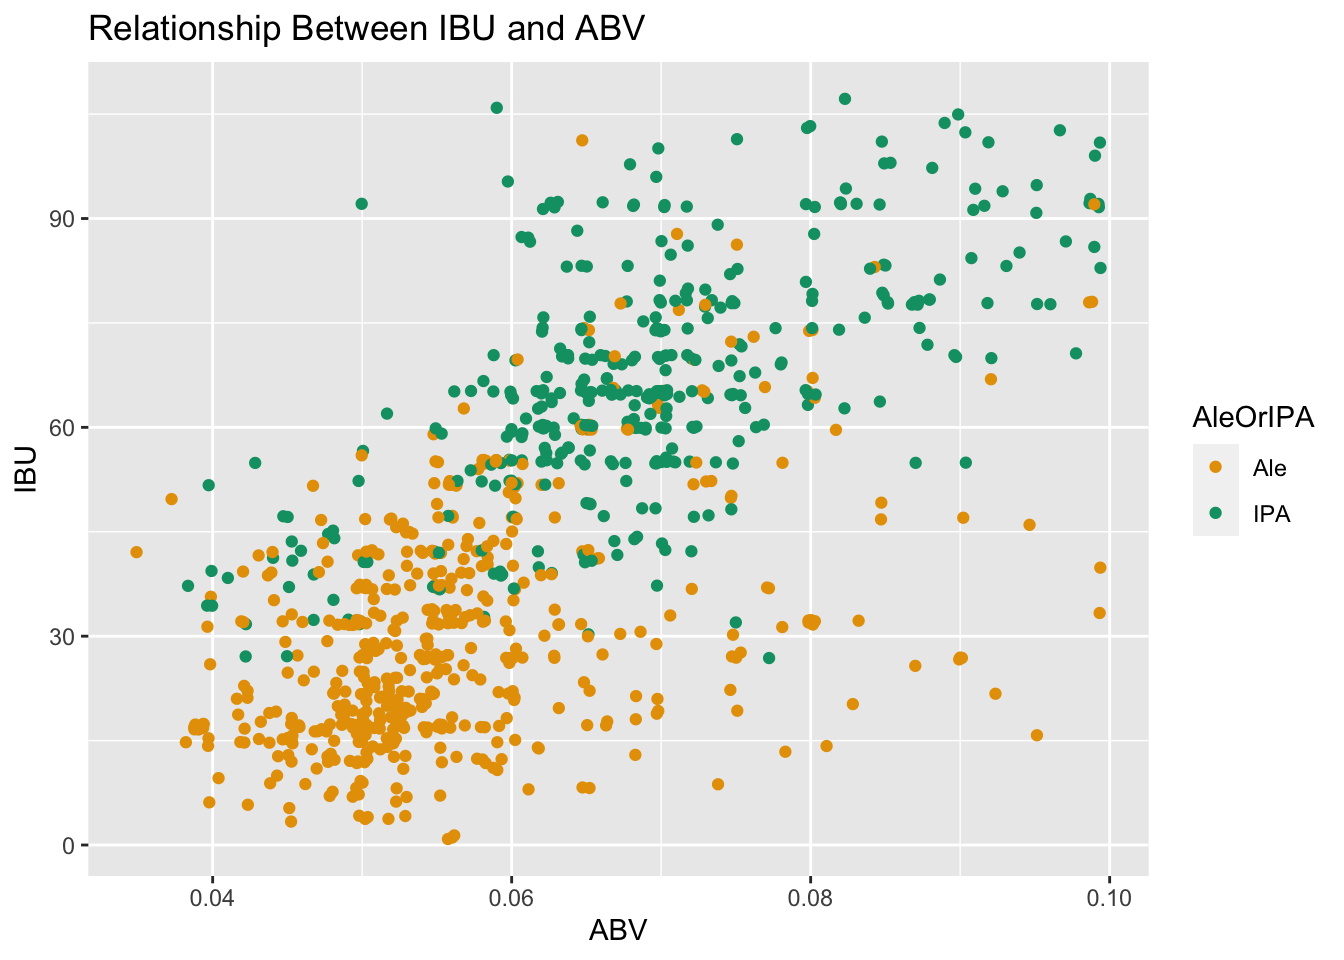 Relationship Between IBU and ABV
90
60
30
0
IBU
0.04
0.06
0.08
0.10
ABV
AleOrIPA
Ale
IPA